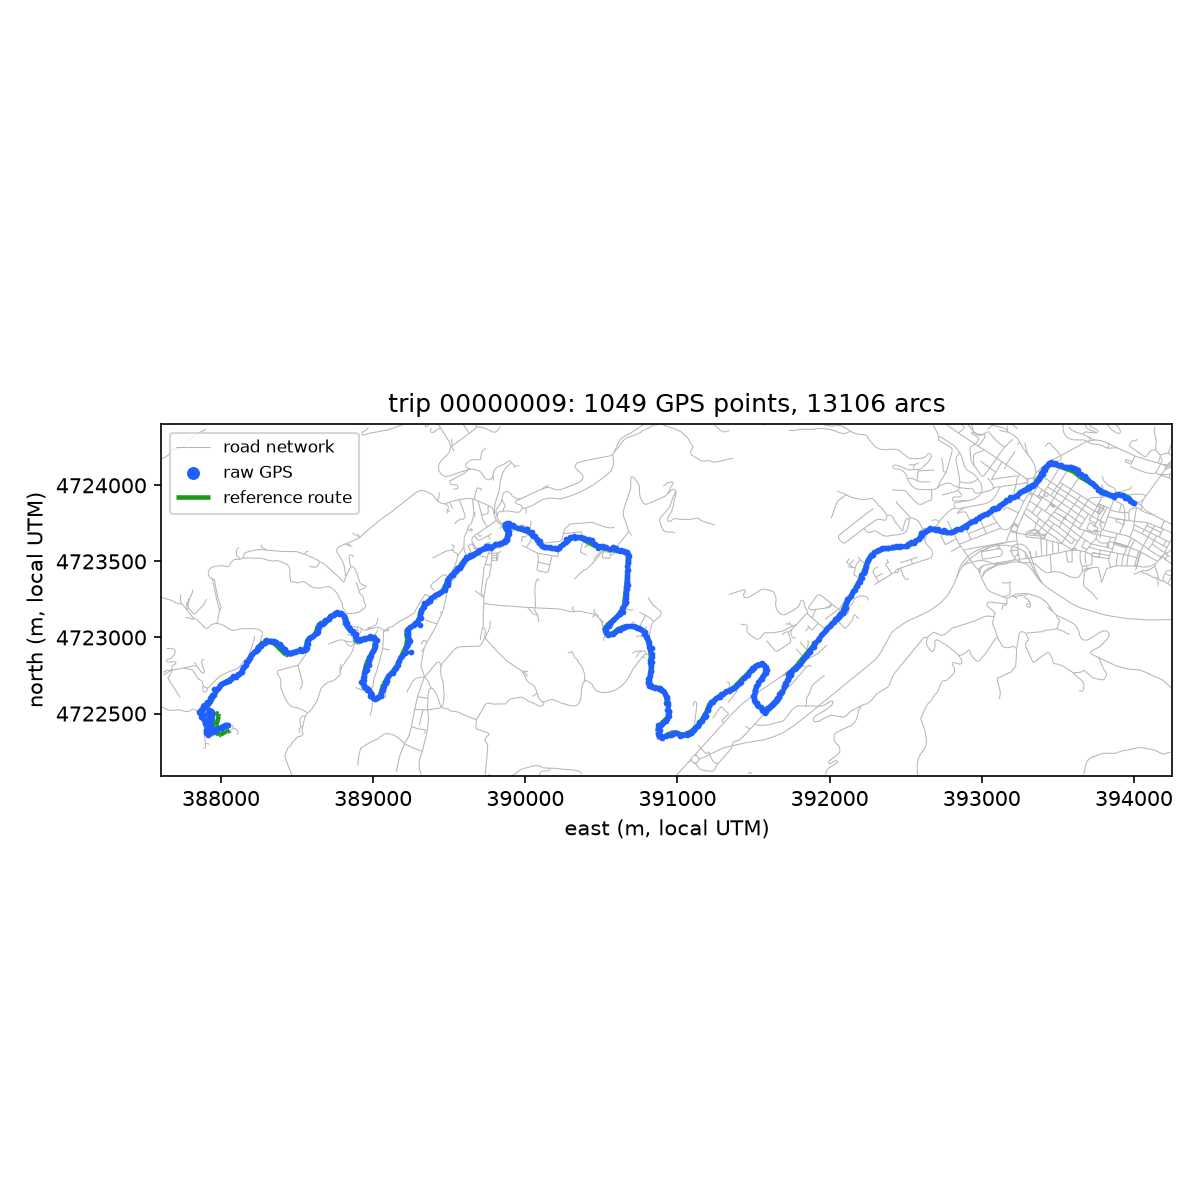 trip 00000009: 1049 GPS points, 13106 arcs
road network
raw GPS
reference route
4724000
4723500
4723000
4722500
north (m, local UTM)
388000 389000 390000 391000 392000 393000 394000
east (m, local UTM)